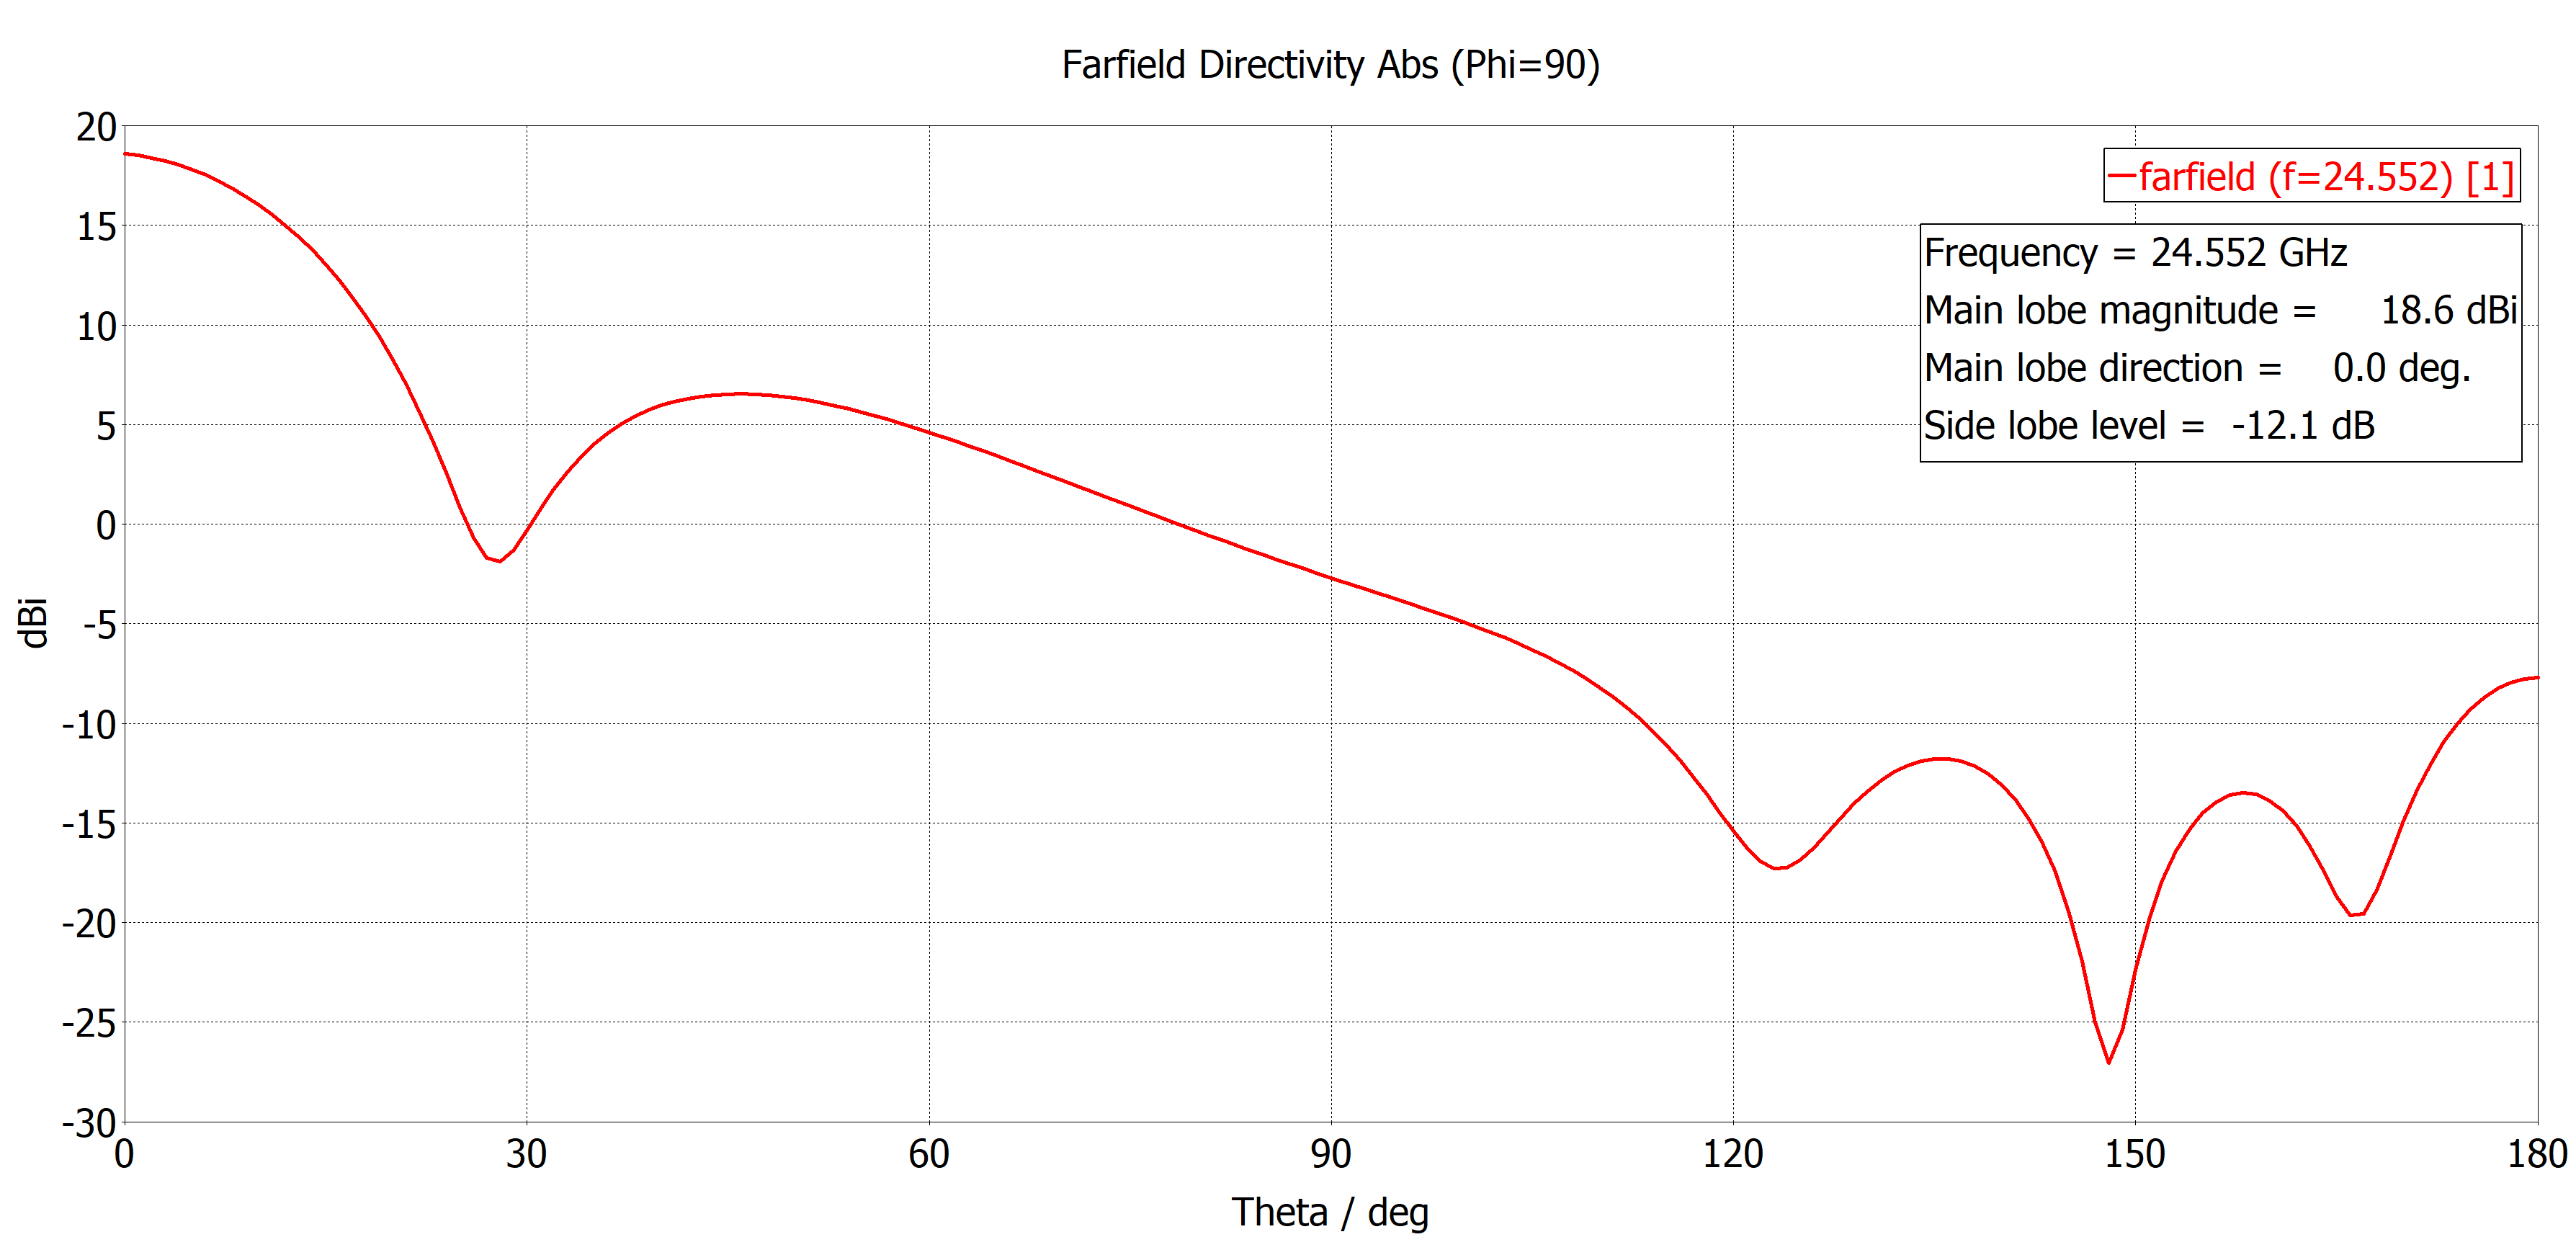 Farfield Directivity Abs (Phi=90)
20
15
10
5
0
-5
-10
-15
-20
-25
-30
dBi
farfield (f=24.552) [1]
Frequency = 24.552 GHz
Main lobe magnitude = 18.6 dBi
Main lobe direction = 0.0 deg.
Side lobe level = -12.1 dB
0 30 60 90 120 150 180
Theta / deg